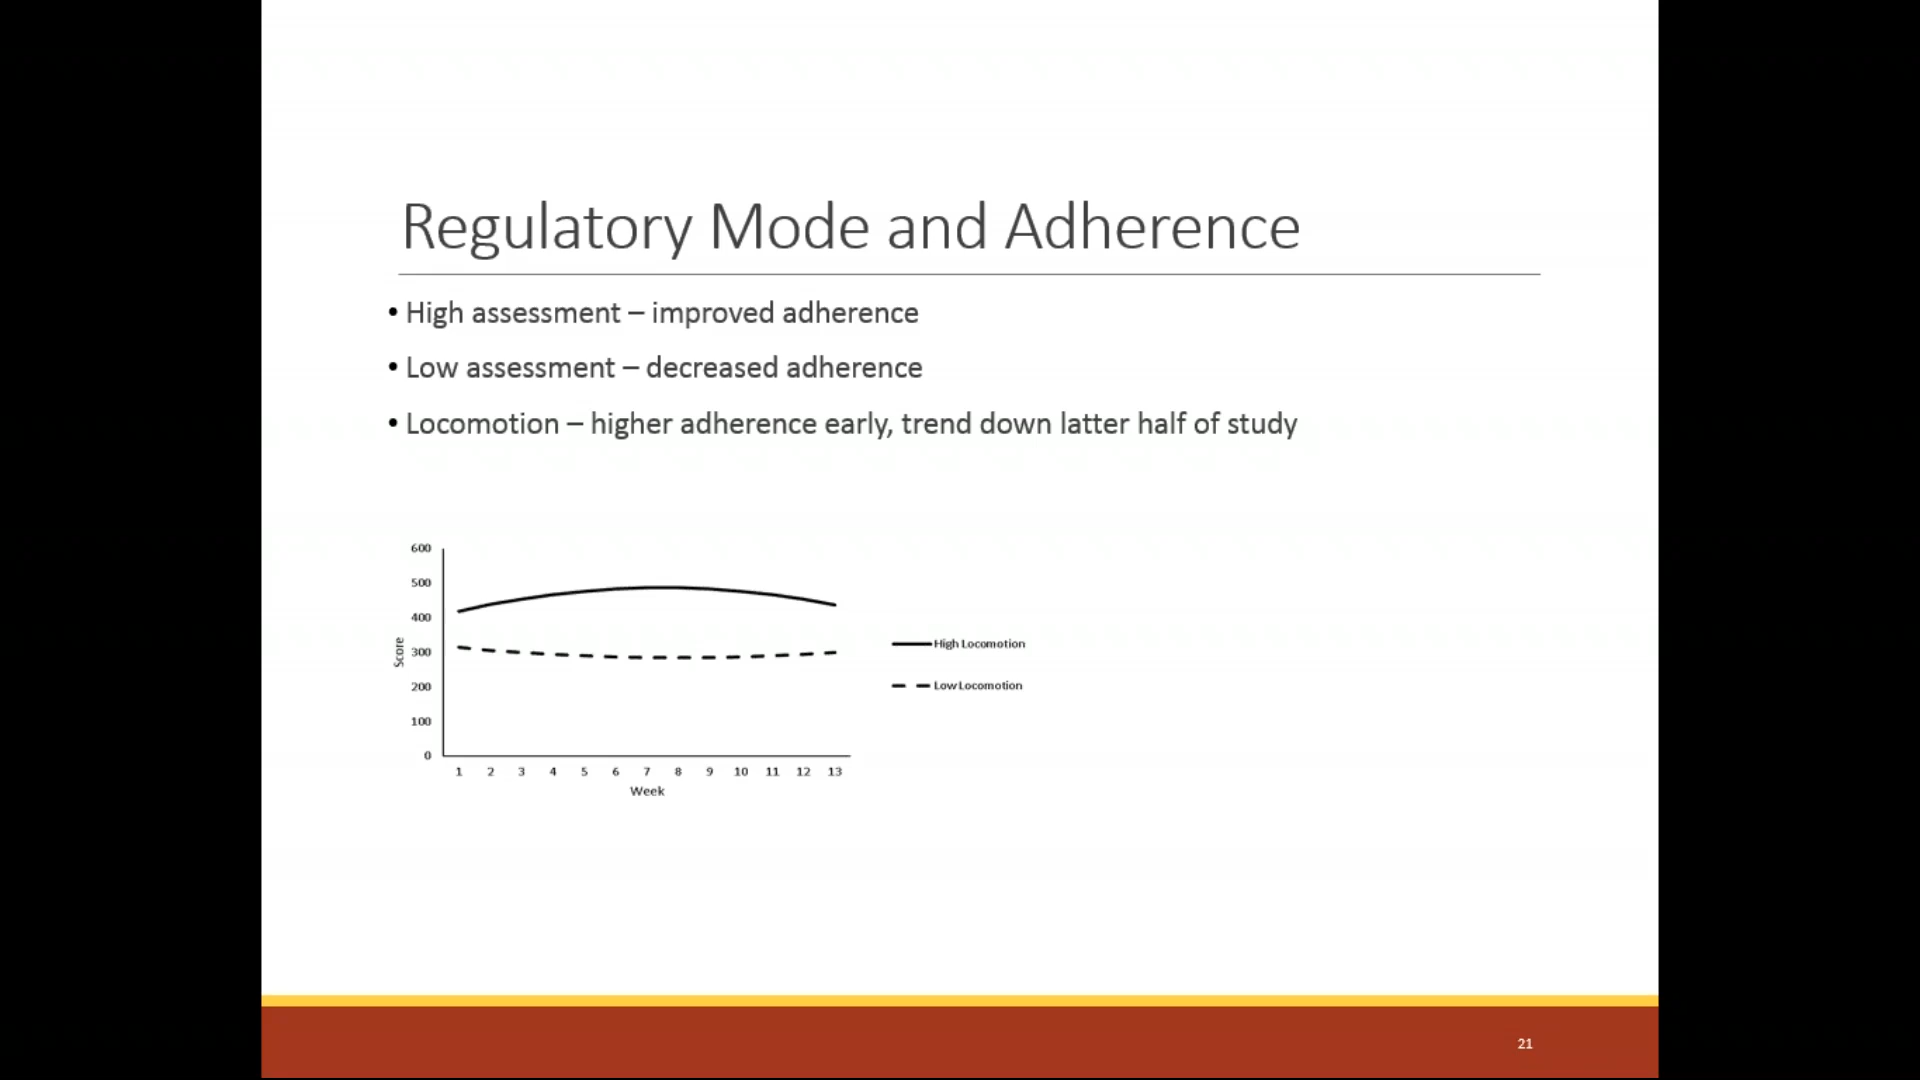 Regulatory Mode and Adherence
• High assessment – improved adherence
• Low assessment – decreased adherence
• Locomotion – higher adherence early, trend down latter half of study
600
500
400
300
200
100
0
Score
1 2 3 4 5 6 7 8 9 10 11 12 13
Week
High Locomotion
Low Locomotion
21